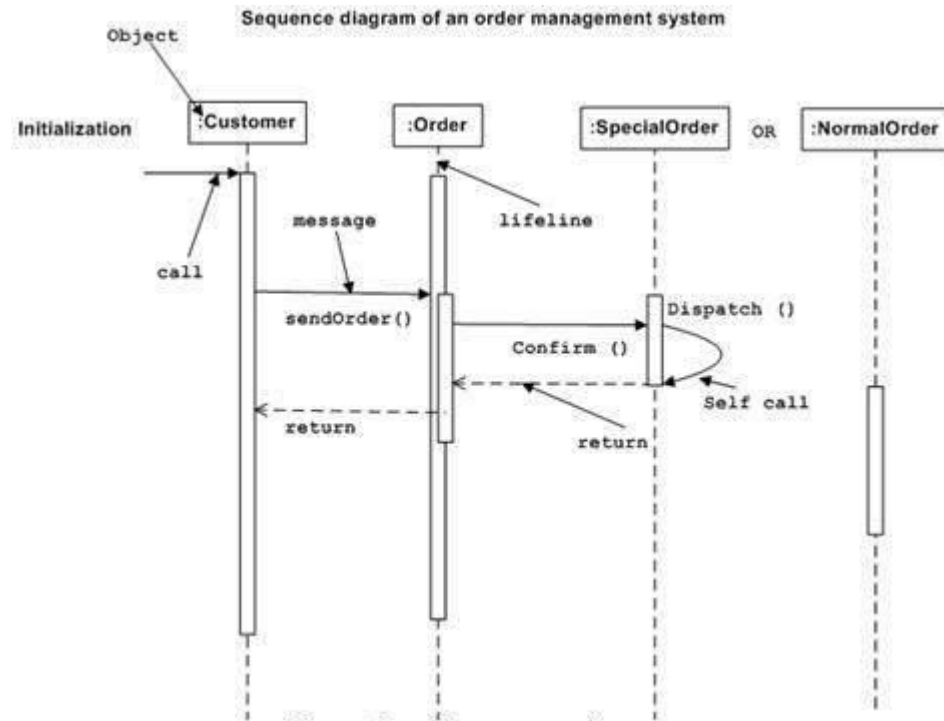 Sequence diagram of an order management system
Object
Initialization
:Customer
:Order
:SpecialOrder
OR
:NormalOrder
message
lifeline
call
sendOrder()
Dispatch ()
Confirm ()
Self call
return
return